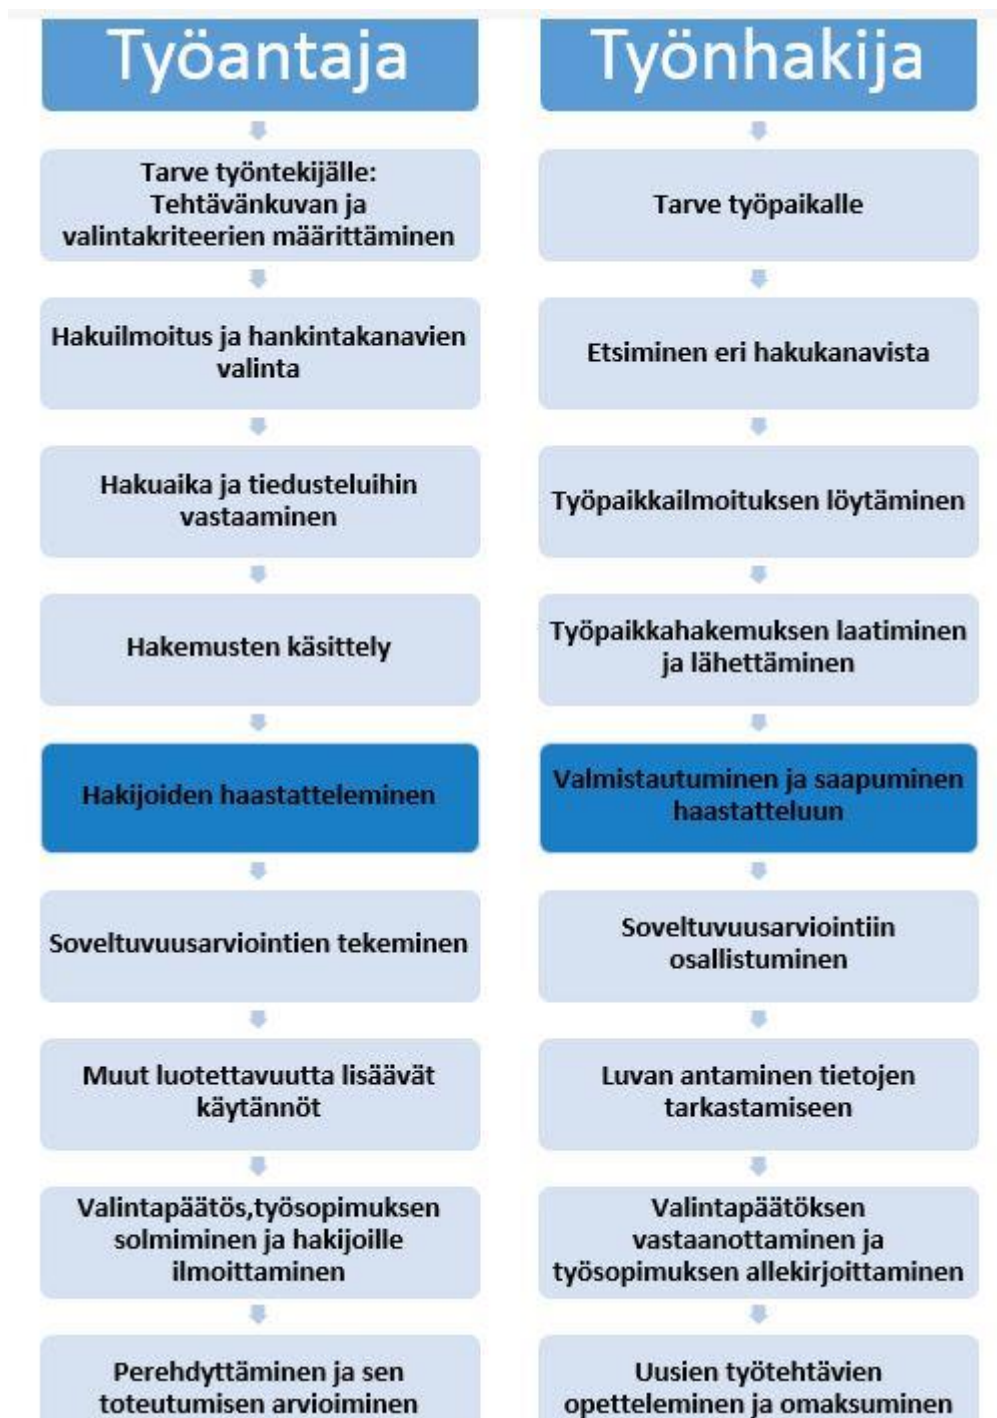 Työantaja
Tarve työntekijälle:
Tehtävänkuvan ja
valintakriteerien määrittäminen
Hakuilmoitus ja hankintakanavien
valinta
Hakuaika ja tiedusteluihin
vastaaminen
Hakemusten käsittely
Hakijoiden haastatteleminen
Soveltuvuusarviointien tekeminen
Muut luotettavuutta lisäävät
käytännöt
Valintapäätös,työsopimuksen
solmiminen ja hakijoille
ilmoittaminen
Perehdyttäminen ja sen
toteutumisen arvioiminen
Työnhakija
Tarve työpaikalle
Etsiminen eri hakukanavista
Työpaikkailmoituksen löytäminen
Työpaikkahakemuksen laatiminen
ja lähettäminen
Valmistautuminen ja saapuminen
haastatteluun
Soveltuvuusarviointiin
osallistuminen
Luvan antaminen tietojen
tarkastamiseen
Valintapäätöksen
vastaanottaminen ja
työsopimuksen allekirjoittaminen
Uusien työtehtävien
opetteleminen ja omaksuminen